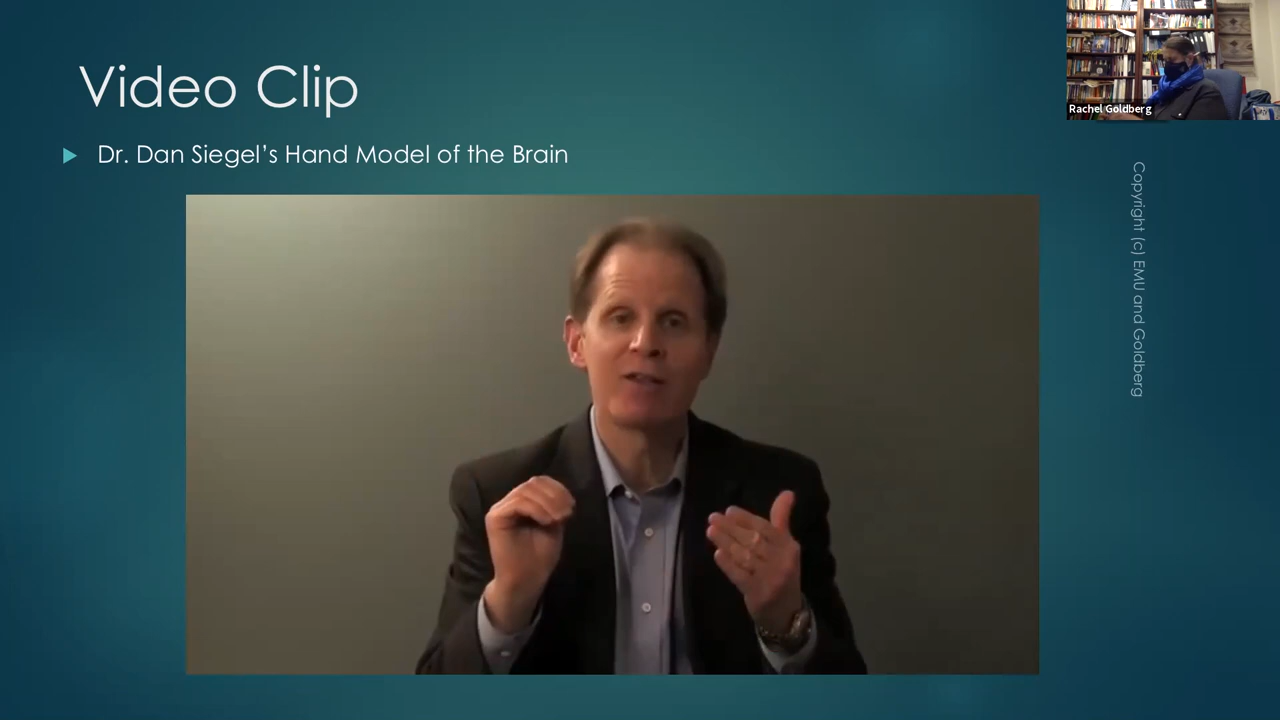 Video Clip
Dr. Dan Siegel’s Hand Model of the Brain
Rachel Goldberg
Copyright (c) EMU and Goldberg